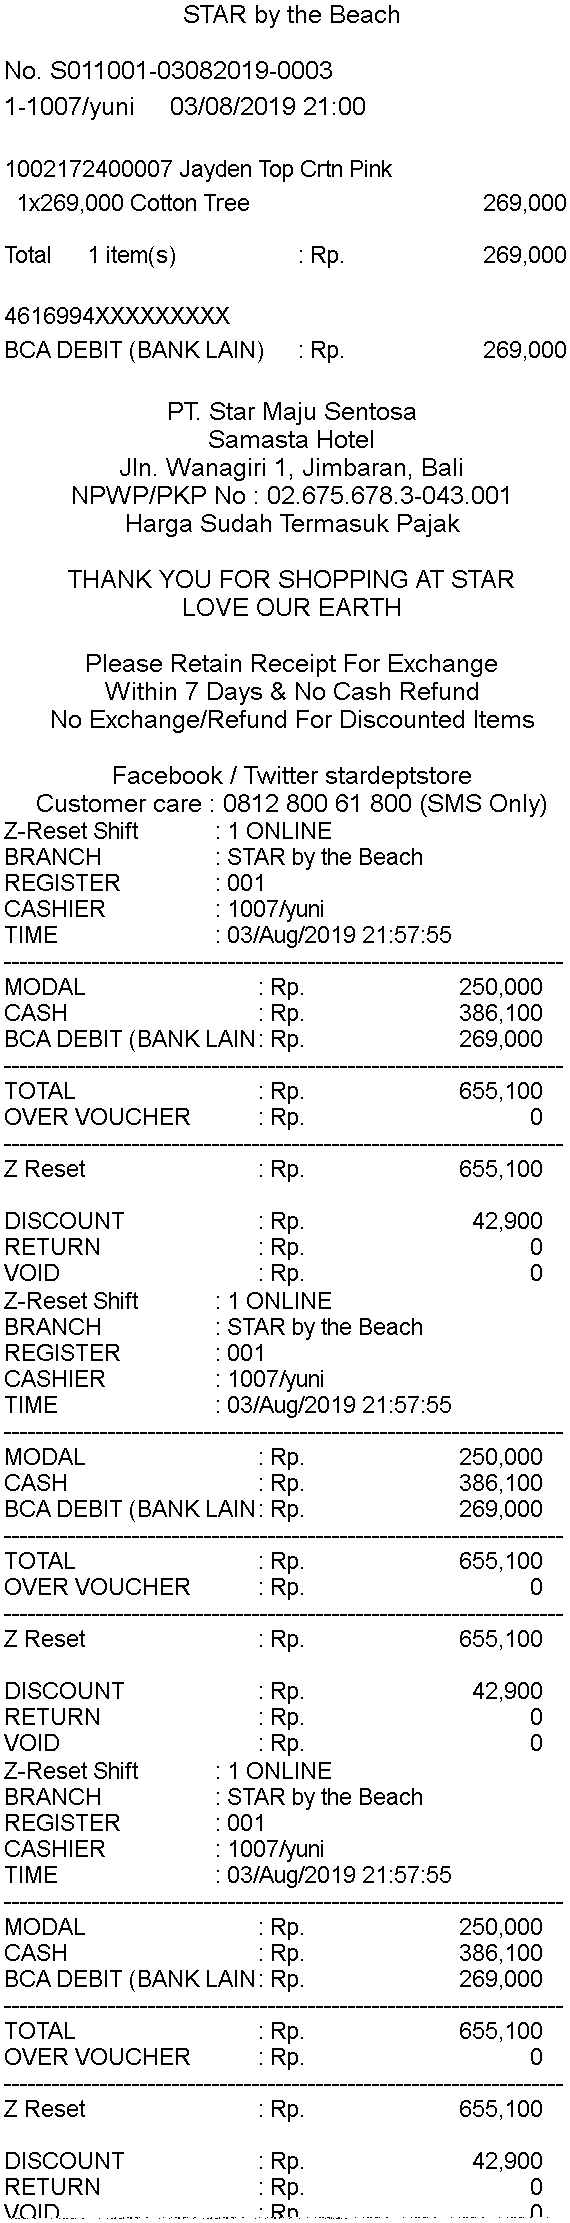 STAR by the Beach
No. S011001-03082019-0003
1-1007/yuni 03/08/2019 21:00
1002172400007 Jayden Top Crtn Pink
1x269,000 Cotton Tree 269,000
Total 1 item(s) : Rp. 269,000
4616994XXXXXXXXX
BCA DEBIT (BANK LAIN) : Rp. 269,000
PT. Star Maju Sentosa
Samasta Hotel
Jln. Wanagiri 1, Jimbaran, Bali
NPWP/PKP No : 02.675.678.3-043.001
Harga Sudah Termasuk Pajak
THANK YOU FOR SHOPPING AT STAR
LOVE OUR EARTH
Please Retain Receipt For Exchange
Within 7 Days & No Cash Refund
No Exchange/Refund For Discounted Items
Facebook / Twitter stardeptstore
Customer care : 0812 800 61 800 (SMS Only)
Z-Reset Shift : 1 ONLINE
BRANCH : STAR by the Beach
REGISTER : 001
CASHIER : 1007/yuni
TIME : 03/Aug/2019 21:57:55
MODAL : Rp. 250,000
CASH : Rp. 386,100
BCA DEBIT (BANK LAIN: Rp. 269,000
TOTAL : Rp. 655,100
OVER VOUCHER : Rp. 0
Z Reset : Rp. 655,100
DISCOUNT : Rp. 42,900
RETURN : Rp. 0
VOID : Rp. 0
Z-Reset Shift : 1 ONLINE
BRANCH : STAR by the Beach
REGISTER : 001
CASHIER : 1007/yuni
TIME : 03/Aug/2019 21:57:55
MODAL : Rp. 250,000
CASH : Rp. 386,100
BCA DEBIT (BANK LAIN: Rp. 269,000
TOTAL : Rp. 655,100
OVER VOUCHER : Rp. 0
Z Reset : Rp. 655,100
DISCOUNT : Rp. 42,900
RETURN : Rp. 0
VOID : Rp. 0
Z-Reset Shift : 1 ONLINE
BRANCH : STAR by the Beach
REGISTER : 001
CASHIER : 1007/yuni
TIME : 03/Aug/2019 21:57:55
MODAL : Rp. 250,000
CASH : Rp. 386,100
BCA DEBIT (BANK LAIN: Rp. 269,000
TOTAL : Rp. 655,100
OVER VOUCHER : Rp. 0
Z Reset : Rp. 655,100
DISCOUNT : Rp. 42,900
RETURN : Rp. 0
VOID : Rp. 0